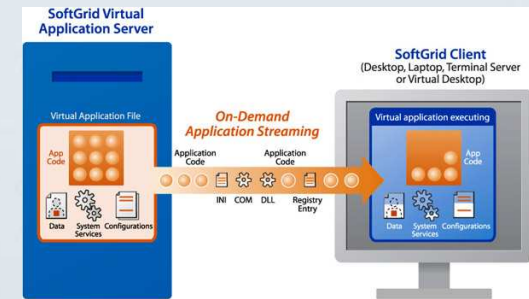 SoftGrid Virtual
Application Server
SoftGrid Client
(Desktop, Laptop, Terminal Server
or Virtual Desktop)
Virtual Application File
On-Demand
Application Streaming
Virtual application executing
App
Code
Application
Code
Application
Code
App
Code
INI
COM
DLL
Registry
Entry
Data
System
Services
Configurations
Data
System
Services
Configurations